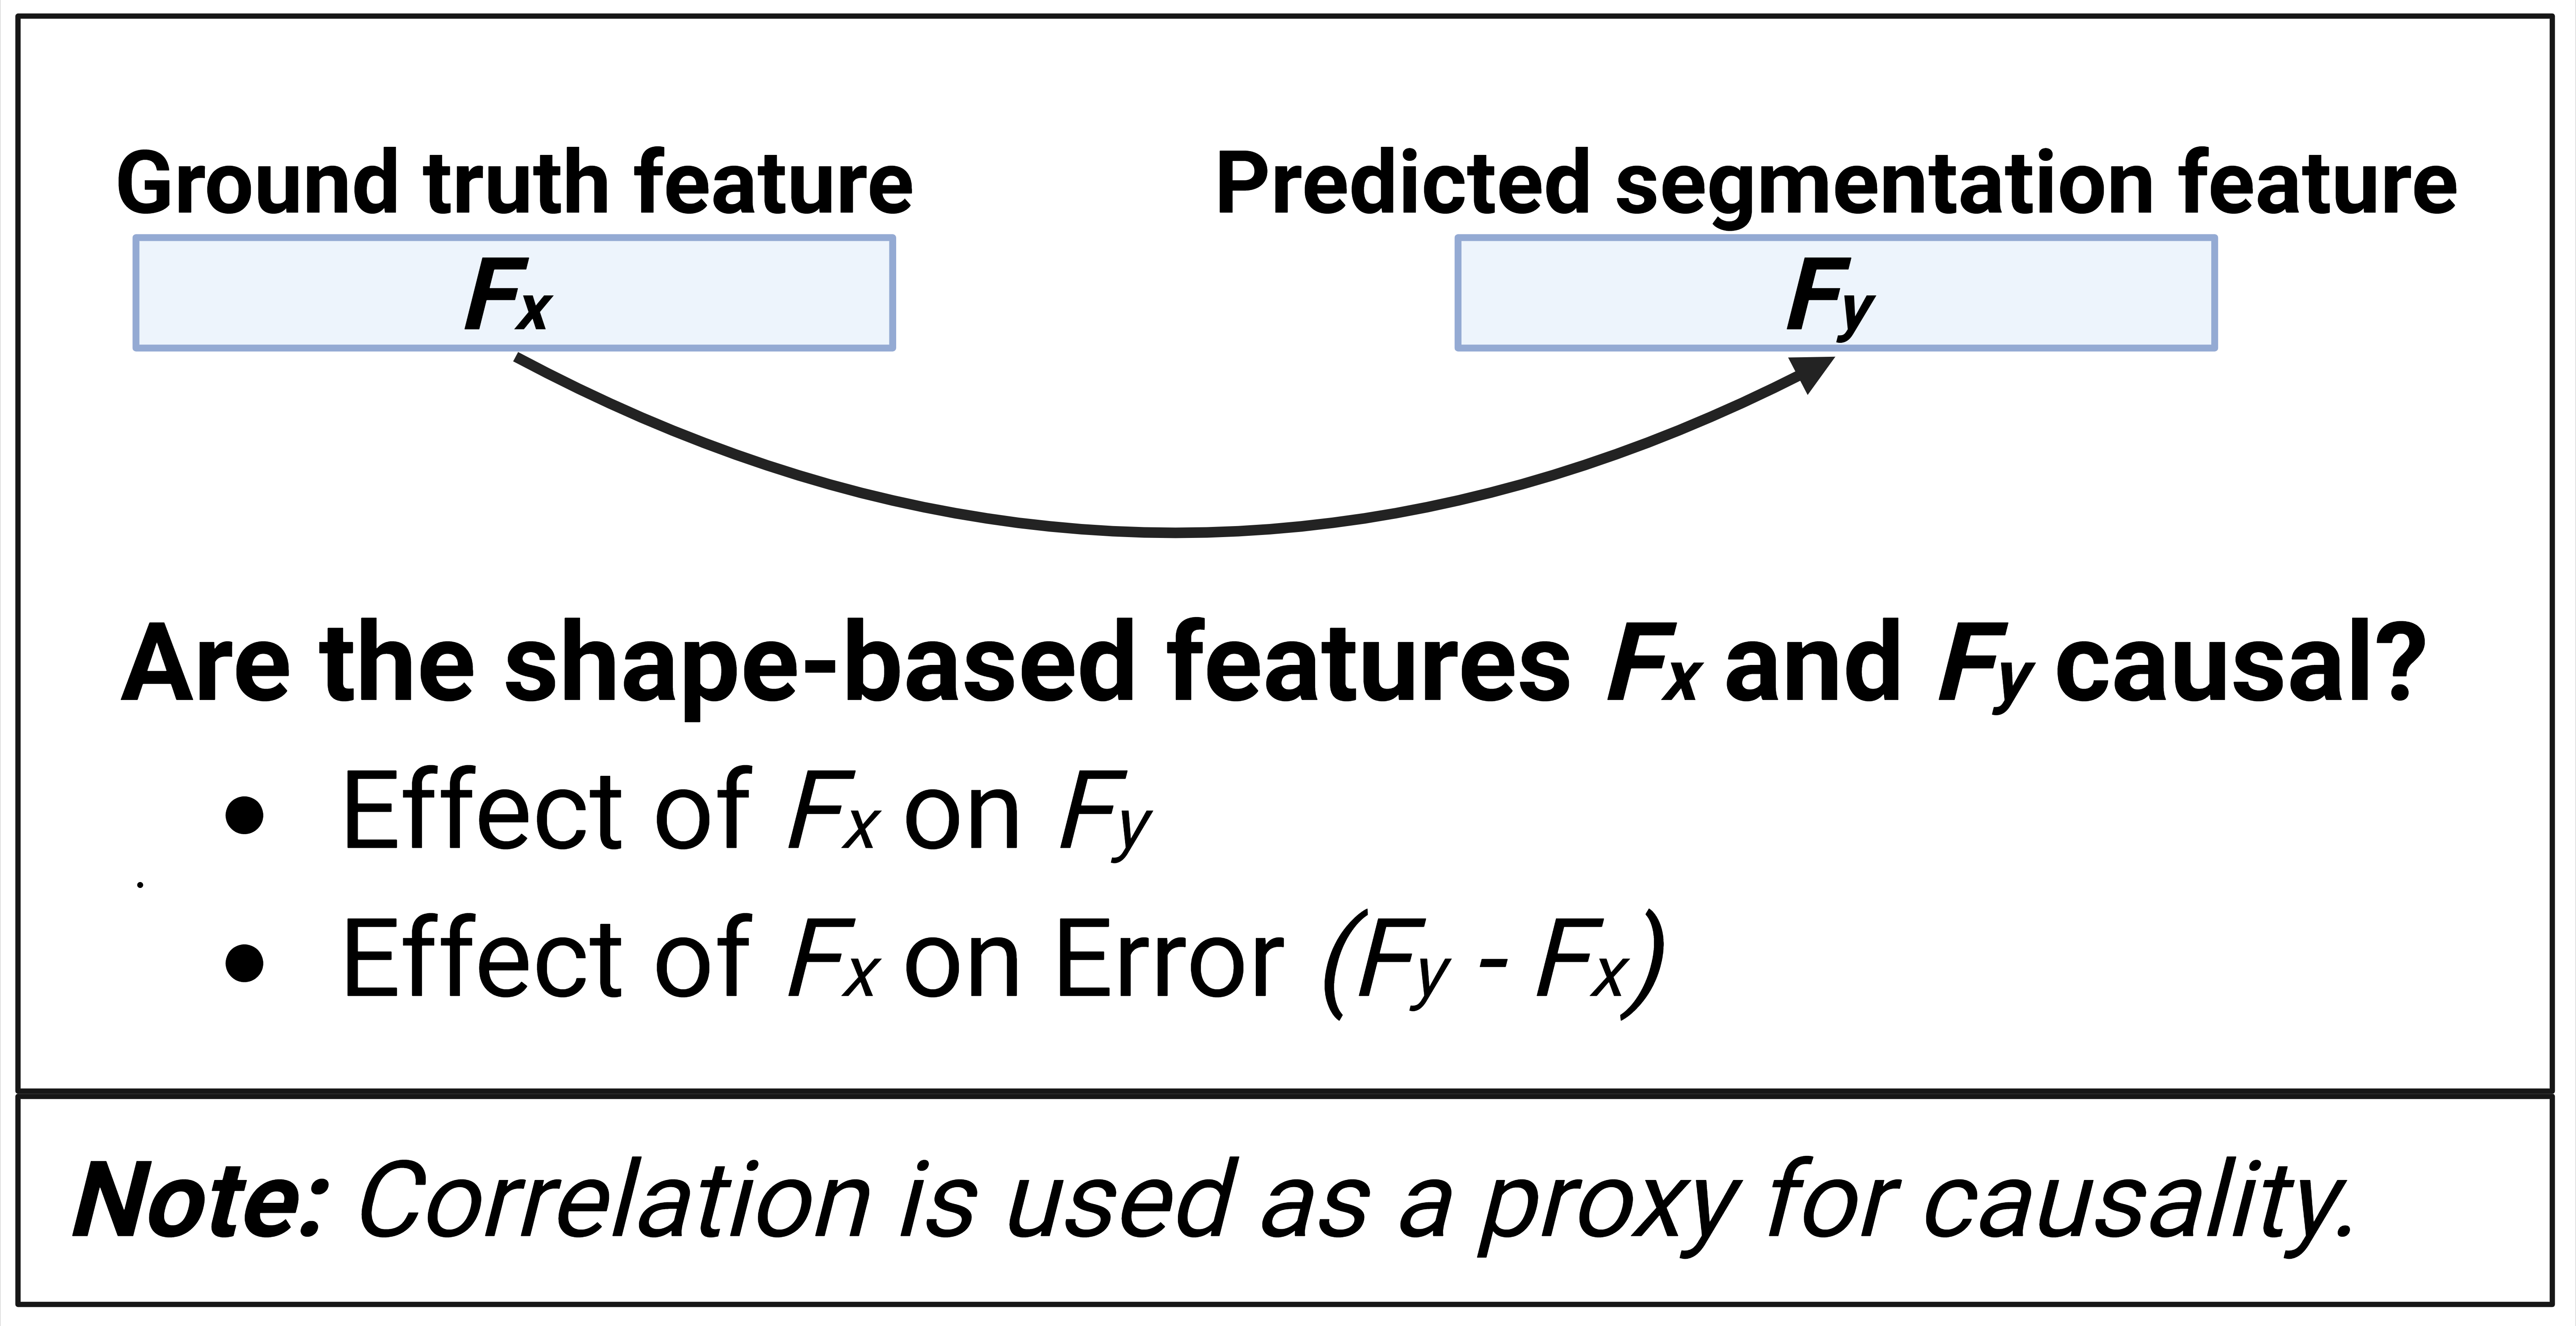 Ground truth feature
Predicted segmentation feature
Fx
Fy
Are the shape-based features Fx and Fy causal?
• Effect of Fx on Fy
• Effect of Fx on Error (Fy - Fx)
Note: Correlation is used as a proxy for causality.